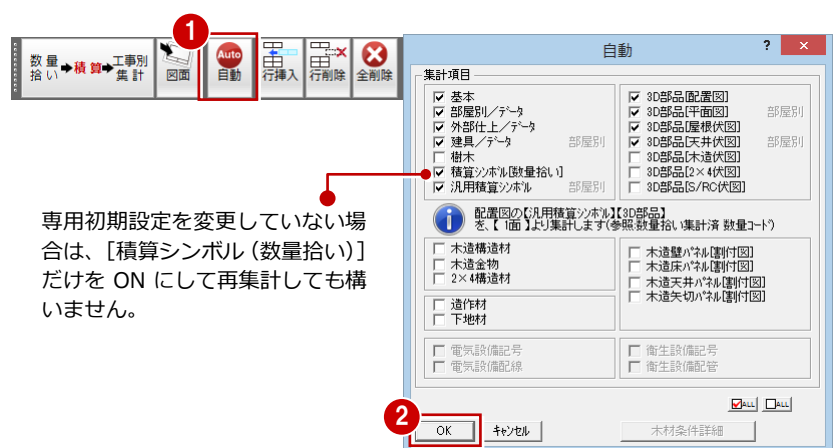 1
数量拾い➡積算➡工事別集計
図面
Auto
自動
行挿入
行削除
全削除
専用初期設定を変更していない場
合は、[積算シンボル（数量拾い）]
だけを ON にして再集計しても構
いません。
自動
?
×
集計項目
基本
部屋別／データ
外部仕上／データ
建具／データ 部屋別
樹木
積算シンボル[数量拾い]
汎用積算シンボル 部屋別
3D部品[配置図]
3D部品[平面図] 部屋別
3D部品[屋根伏図]
3D部品[天井伏図] 部屋別
3D部品[木造伏図]
3D部品[2×4伏図]
3D部品[S/RC伏図]
配置図の【汎用積算シンボル】【3D部品】
を、【 1面 】より集計します(参照:数量拾い集計済 数量コード)
木造構造材
木造金物
2×4構造材
木造壁パネル[割付図]
木造床パネル[割付図]
木造天井パネル[割付図]
木造矢切パネル[割付図]
造作材
下地材
電気設備記号
電気設備配線
衛生設備記号
衛生設備配管
ALL
ALL
2
OK
キャンセル
木材条件詳細